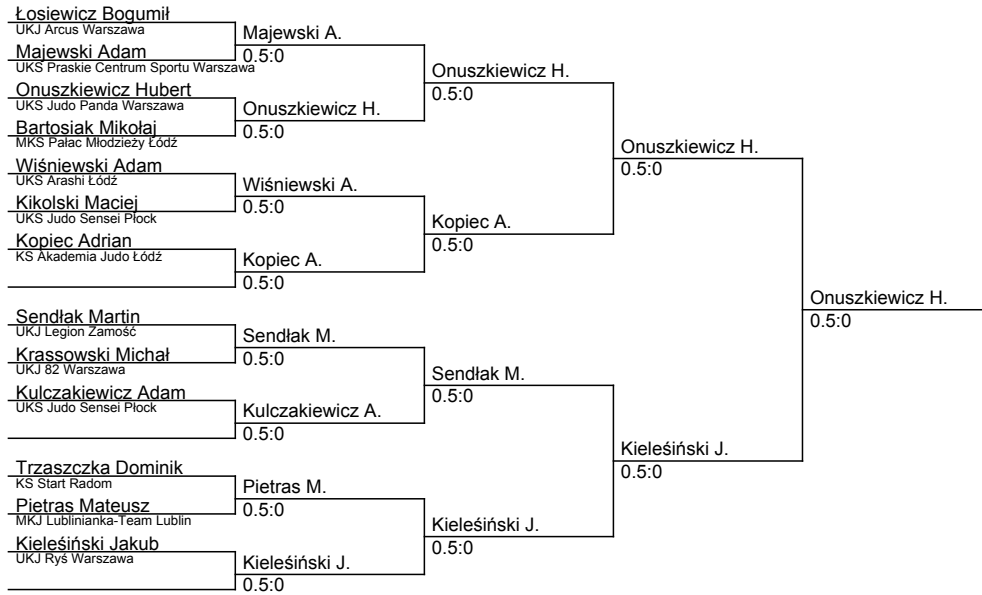 Łosiewicz Bogumił
UKJ Arcus Warszawa
Majewski Adam
UKS Praskie Centrum Sportu Warszawa
Onuszkiewicz Hubert
UKS Judo Panda Warszawa
Bartosiak Mikołaj
MKS Pałac Młodzieży Łódź
Wiśniewski Adam
UKS Arashi Łódź
Kikolski Maciej
UKS Judo Sensei Płock
Kopiec Adrian
KS Akademia Judo Łódź
Sendłak Martin
UKJ Legion Zamość
Krassowski Michał
UKJ 82 Warszawa
Kulczakiewicz Adam
UKS Judo Sensei Płock
Trzaszczka Dominik
KS Start Radom
Pietras Mateusz
MKJ Lublinianka-Team Lublin
Kieleśiński Jakub
UKJ Ryś Warszawa
Majewski A.
0.5:0
Onuszkiewicz H.
0.5:0
Wiśniewski A.
0.5:0
Kopiec A.
0.5:0
Sendłak M.
0.5:0
Kulczakiewicz A.
0.5:0
Pietras M.
0.5:0
Kieleśiński J.
0.5:0
Onuszkiewicz H.
0.5:0
Kopiec A.
0.5:0
Sendłak M.
0.5:0
Kieleśiński J.
0.5:0
Onuszkiewicz H.
0.5:0
Kieleśiński J.
0.5:0
Onuszkiewicz H.
0.5:0